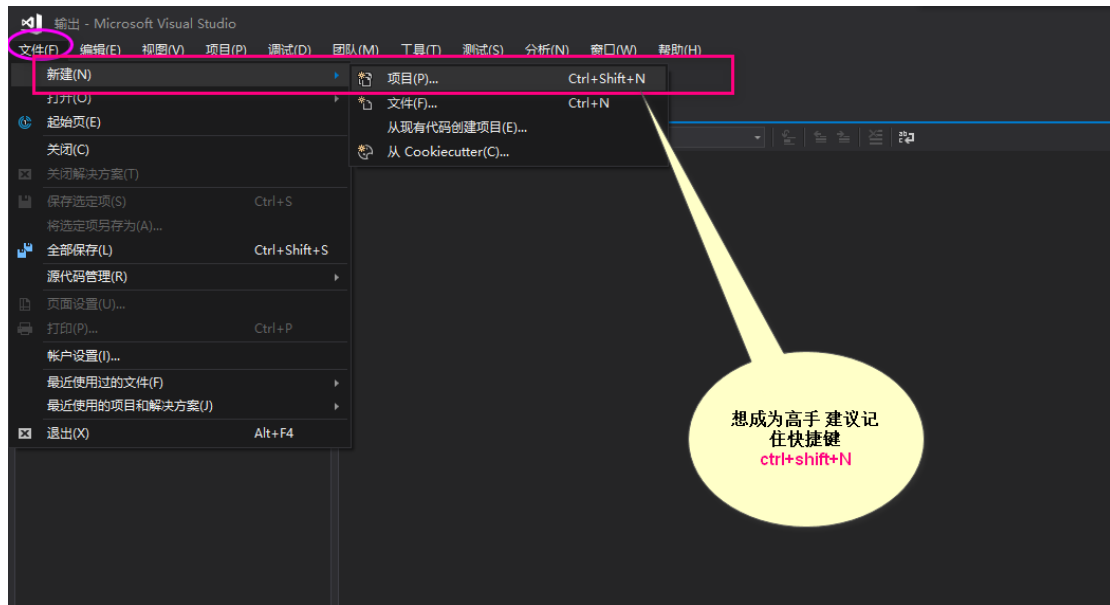 输出 - Microsoft Visual Studio
文件(F) 编辑(E) 视图(V) 项目(P) 调试(D) 团队(M) 工具(T) 测试(S) 分析(N) 窗口(W) 帮助(H)
新建(N)
项目(P)... Ctrl+Shift+N
打开(O)
文件(F)... Ctrl+N
起始页(E)
从现有代码创建项目(E)...
关闭(C)
从 Cookiecutter(C)...
关闭解决方案(T)
保存选定项(S) Ctrl+S
将选定项另存为(A)...
全部保存(L) Ctrl+Shift+S
源代码管理(R)
页面设置(U)...
打印(P)... Ctrl+P
帐户设置(I)...
最近使用过的文件(F)
最近使用的项目和解决方案(J)
退出(X) Alt+F4
想成为高手 建议记
住快捷键
ctrl+shift+N